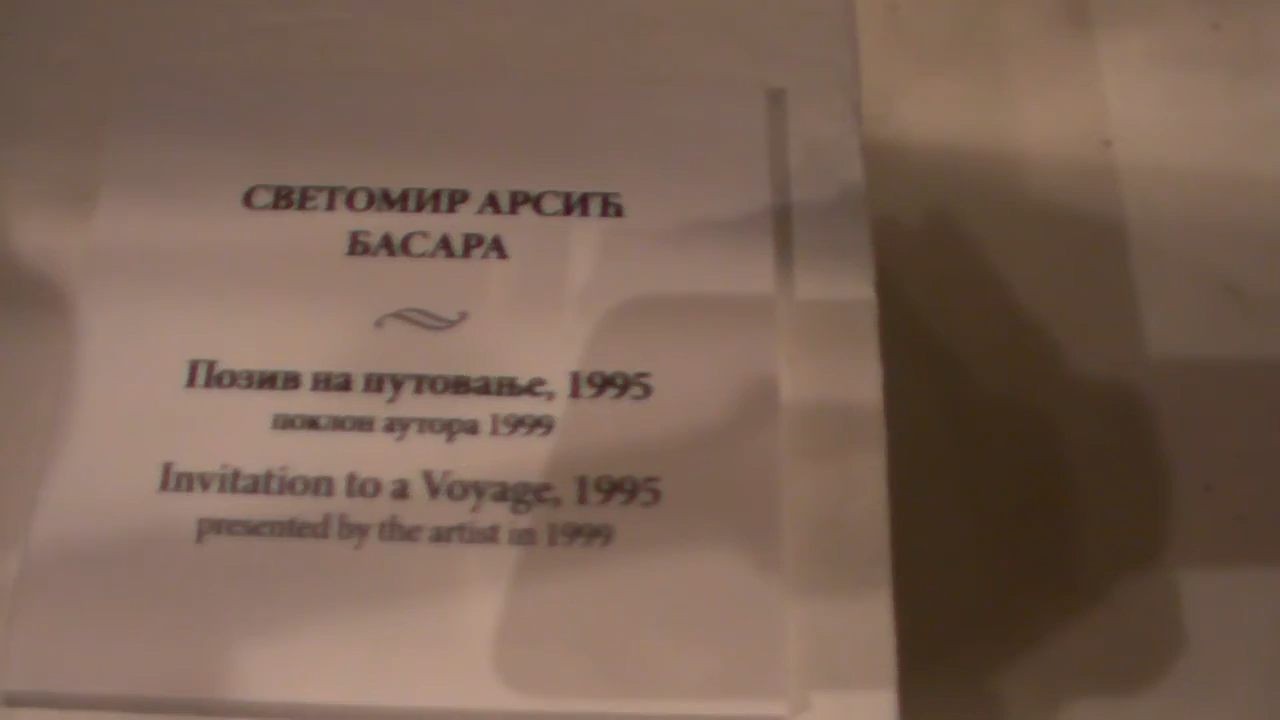 СВЕТОМИР АРСИЋ
БАСАРА
Позив на путовање, 1995
поклон аутора 1999
Invitation to a Voyage, 1995
presented by the artist in 1999